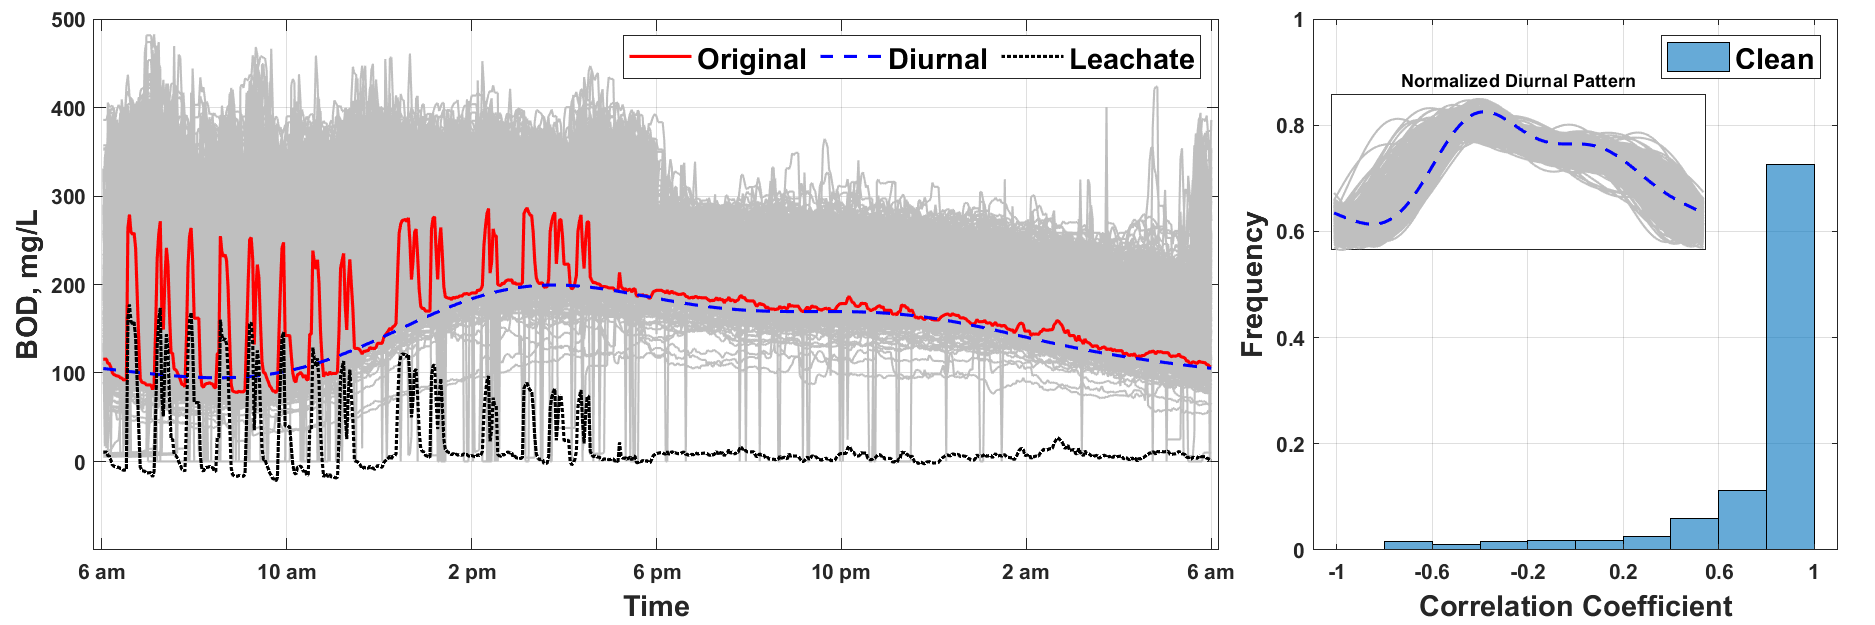 500
400
300
200
100
0
BOD, mg/L
Original Diurnal Leachate
6 am 10 am 2 pm 6 pm 10 pm 2 am 6 am
Time
1
0.8
0.6
0.4
0.2
0
Frequency
Clean
Normalized Diurnal Pattern
-1 -0.6 -0.2 0.2 0.6 1
Correlation Coefficient